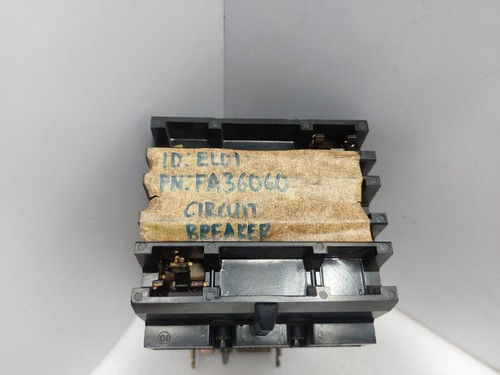 ID: EL01
PN: FA36060
CIRCUIT
BREAKER